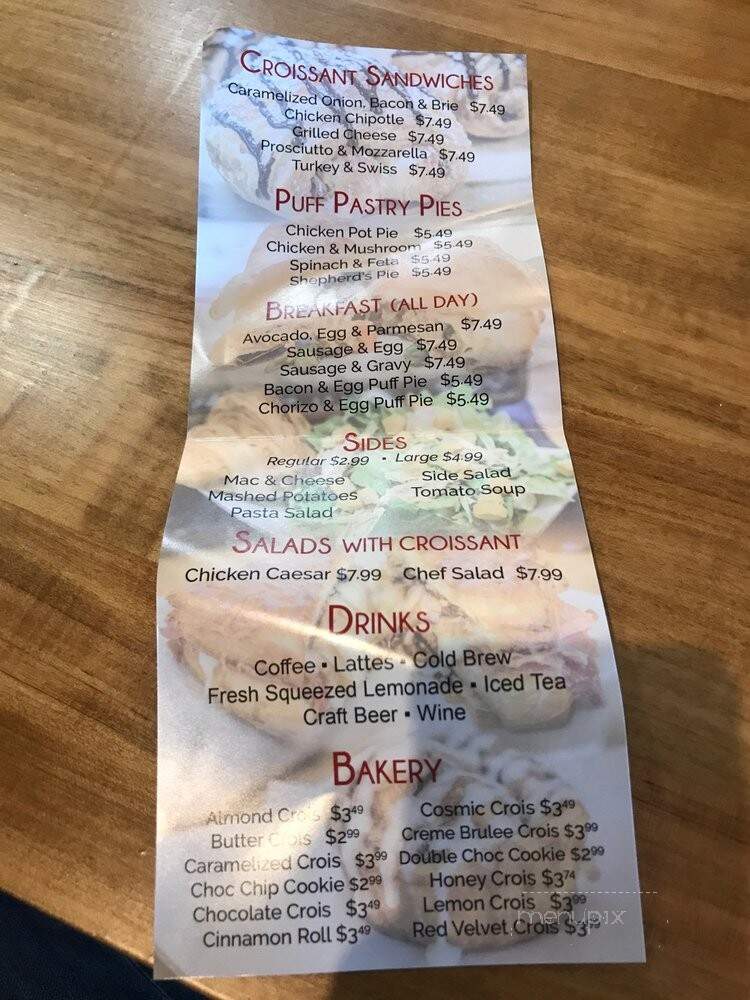 CROISSANT SANDWICHES
Caramelized Onion, Bacon & Brie $7.49
Chicken Chipotle $7.49
Grilled Cheese $7.49
Prosciutto & Mozzarella $7.49
Turkey & Swiss $7.49
PUFF PASTRY PIES
Chicken Pot Pie $5.49
Chicken & Mushroom $5.49
Spinach & Feta $5.49
Shepherd's Pie $5.49
BREAKFAST (ALL DAY)
Avocado, Egg & Parmesan $7.49
Sausage & Egg $7.49
Sausage & Gravy $7.49
Bacon & Egg Puff Pie $5.49
Chorizo & Egg Puff Pie $5.49
SIDES
Regular $2.99 • Large $4.99
Mac & Cheese
Mashed Potatoes
Pasta Salad
Side Salad
Tomato Soup
SALADS WITH CROISSANT
Chicken Caesar $7.99 Chef Salad $7.99
DRINKS
Coffee ▪ Lattes ▪ Cold Brew
Fresh Squeezed Lemonade ▪ Iced Tea
Craft Beer ▪ Wine
BAKERY
Almond Crois $3.49
Butter Crois $2.99
Caramelized Crois $3.99
Choc Chip Cookie $2.99
Chocolate Crois $3.49
Cinnamon Roll $3.49
Cosmic Crois $3.49
Creme Brulee Crois $3.99
Double Choc Cookie $2.99
Honey Crois $3.74
Lemon Crois $3.99
Red Velvet Crois
menupix